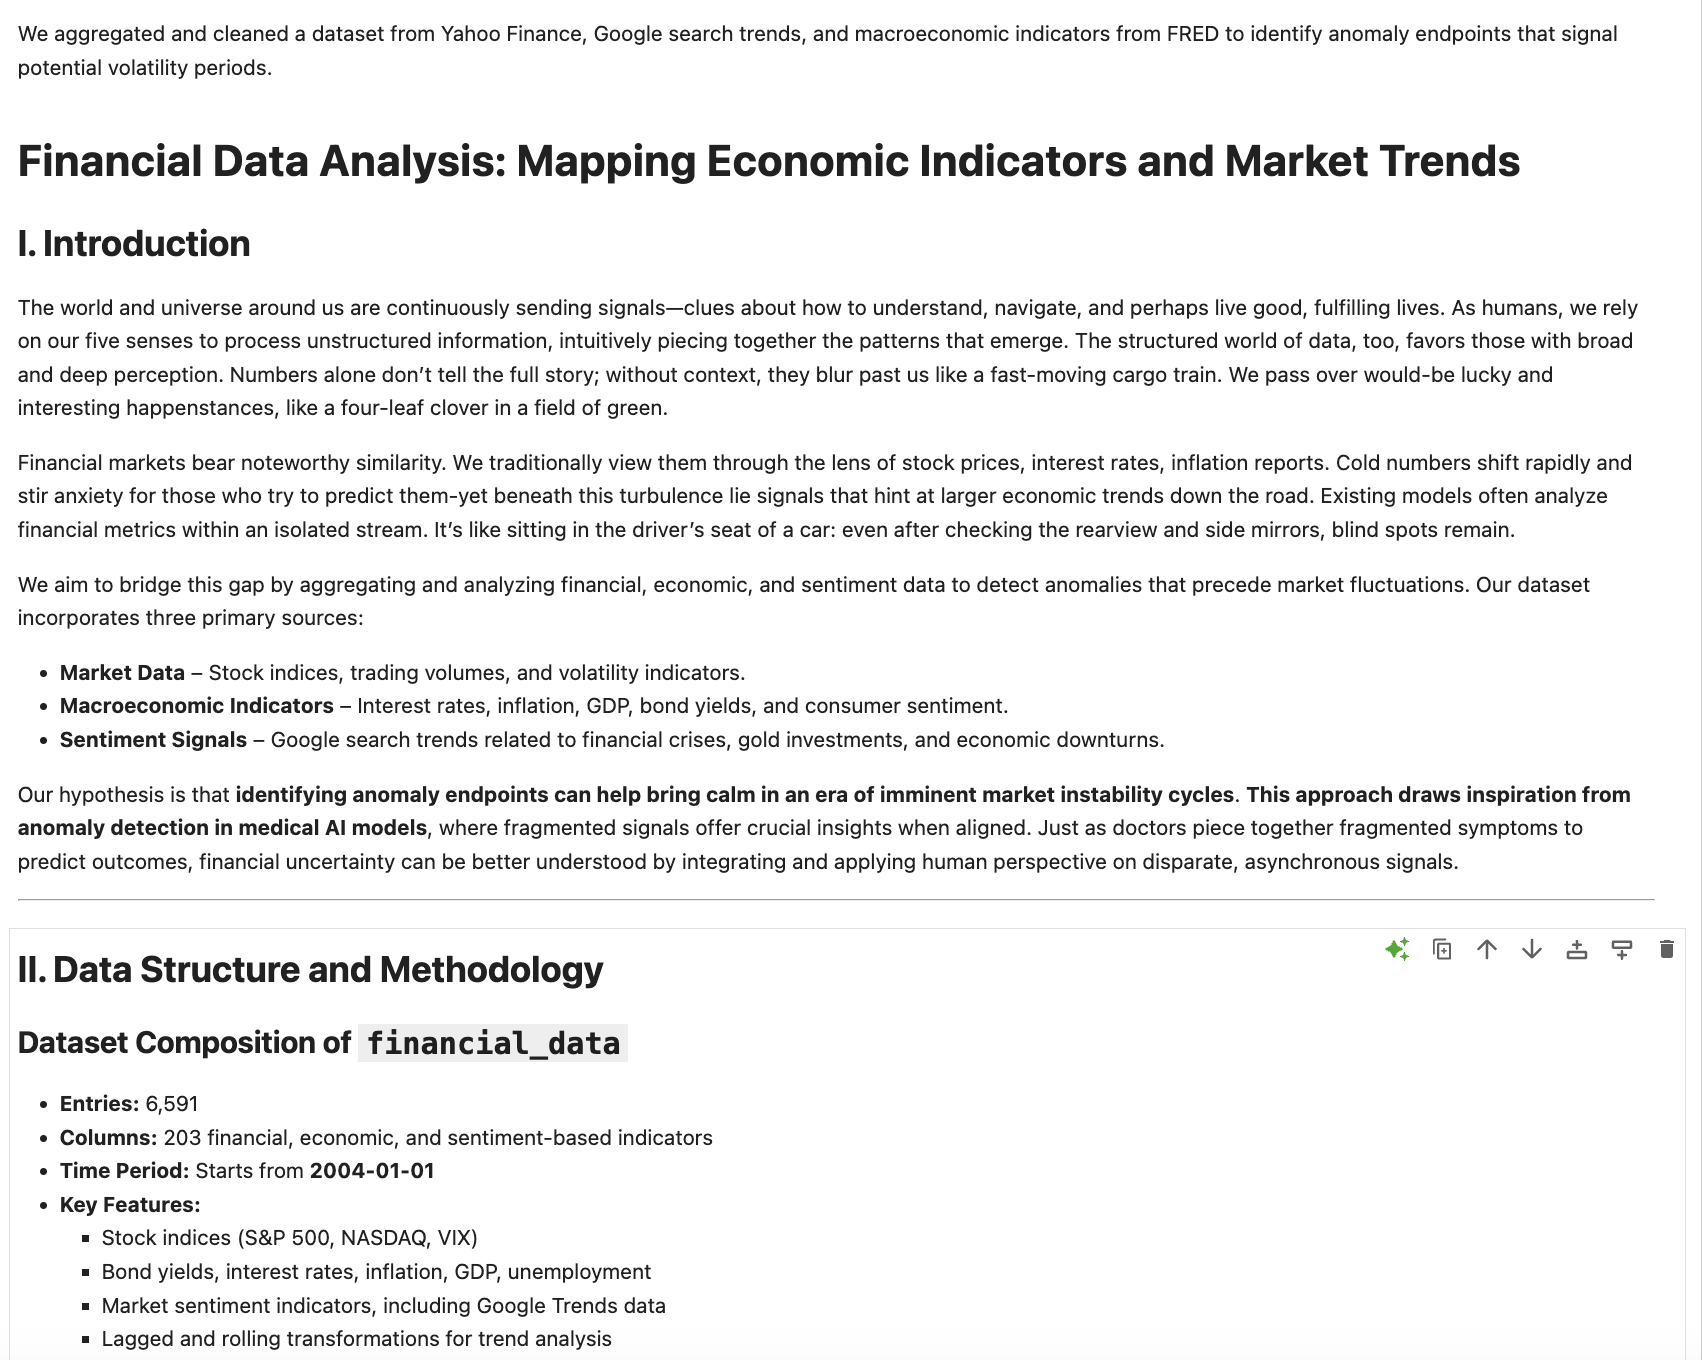 We aggregated and cleaned a dataset from Yahoo Finance, Google search trends, and macroeconomic indicators from FRED to identify anomaly endpoints that signal
potential volatility periods.
Financial Data Analysis: Mapping Economic Indicators and Market Trends
I. Introduction
The world and universe around us are continuously sending signals—clues about how to understand, navigate, and perhaps live good, fulfilling lives. As humans, we rely
on our five senses to process unstructured information, intuitively piecing together the patterns that emerge. The structured world of data, too, favors those with broad
and deep perception. Numbers alone don’t tell the full story; without context, they blur past us like a fast-moving cargo train. We pass over would-be lucky and
interesting happenstances, like a four-leaf clover in a field of green.
Financial markets bear noteworthy similarity. We traditionally view them through the lens of stock prices, interest rates, inflation reports. Cold numbers shift rapidly and
stir anxiety for those who try to predict them-yet beneath this turbulence lie signals that hint at larger economic trends down the road. Existing models often analyze
financial metrics within an isolated stream. It’s like sitting in the driver’s seat of a car: even after checking the rearview and side mirrors, blind spots remain.
We aim to bridge this gap by aggregating and analyzing financial, economic, and sentiment data to detect anomalies that precede market fluctuations. Our dataset
incorporates three primary sources:
• Market Data – Stock indices, trading volumes, and volatility indicators.
• Macroeconomic Indicators – Interest rates, inflation, GDP, bond yields, and consumer sentiment.
• Sentiment Signals – Google search trends related to financial crises, gold investments, and economic downturns.
Our hypothesis is that identifying anomaly endpoints can help bring calm in an era of imminent market instability cycles. This approach draws inspiration from
anomaly detection in medical AI models, where fragmented signals offer crucial insights when aligned. Just as doctors piece together fragmented symptoms to
predict outcomes, financial uncertainty can be better understood by integrating and applying human perspective on disparate, asynchronous signals.
II. Data Structure and Methodology
Dataset Composition of financial_data
• Entries: 6,591
• Columns: 203 financial, economic, and sentiment-based indicators
• Time Period: Starts from 2004-01-01
• Key Features:
▪ Stock indices (S&P 500, NASDAQ, VIX)
▪ Bond yields, interest rates, inflation, GDP, unemployment
▪ Market sentiment indicators, including Google Trends data
▪ Lagged and rolling transformations for trend analysis